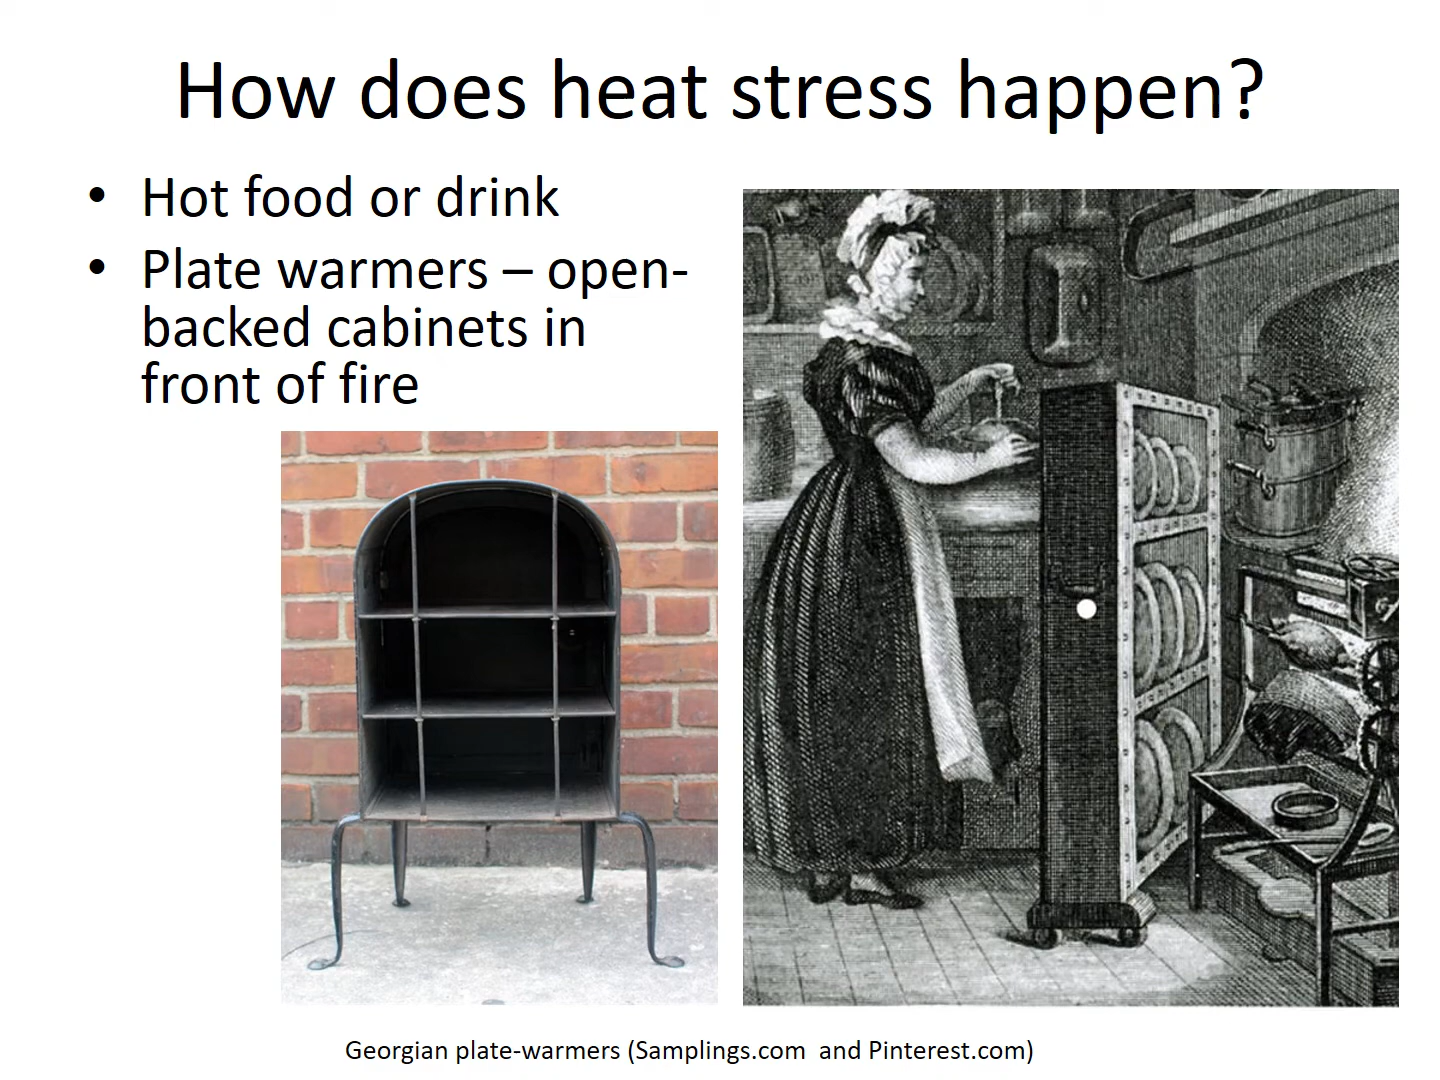 How does heat stress happen?
• Hot food or drink
• Plate warmers – open-
backed cabinets in
front of fire
Georgian plate-warmers (Samplings.com and Pinterest.com)